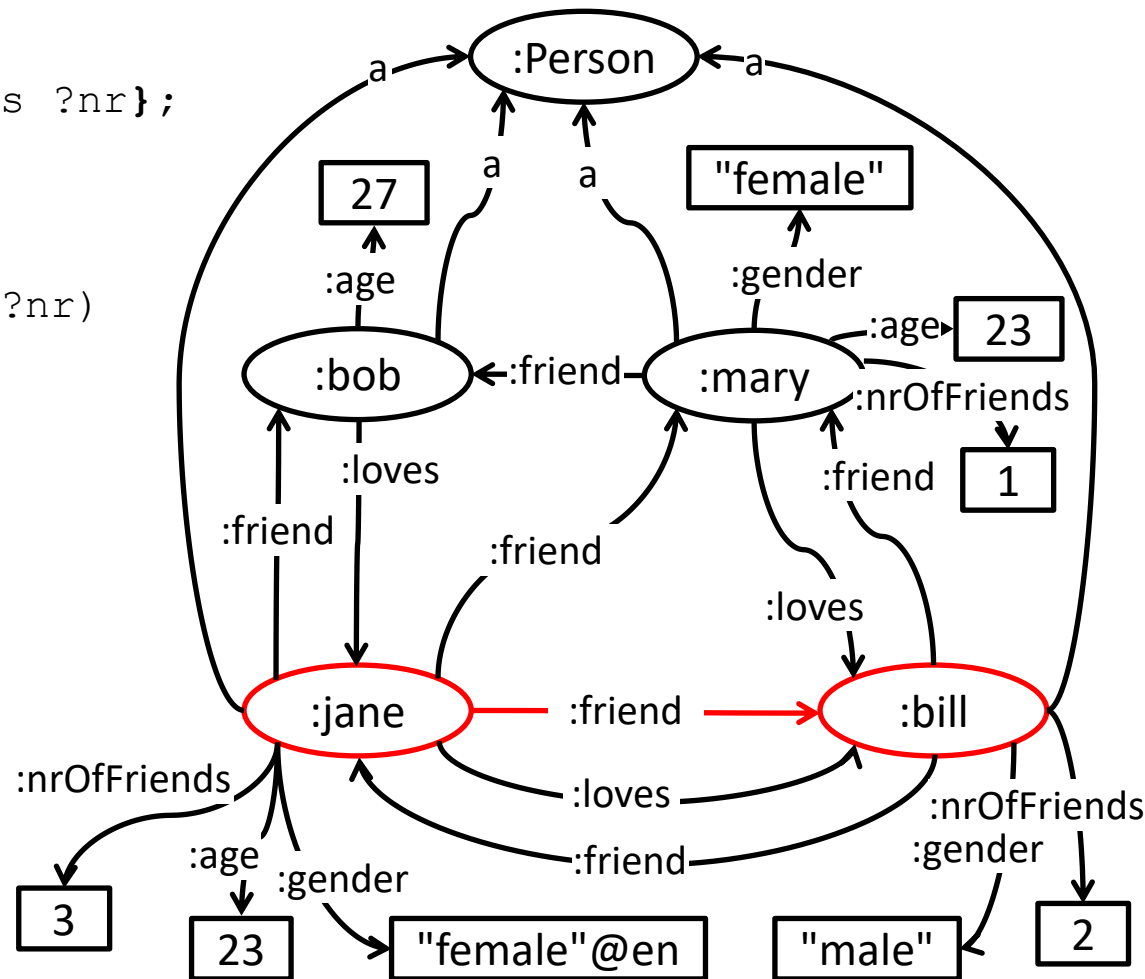 :Person
a
a
s ?nr};
a
a
"female"
27
:gender
:age
?nr)
:age
23
:bob
:friend
:mary
:nrOfFriends
:loves
:friend
1
:friend
:friend
:loves
:jane
:friend
:bill
:nrOfFriends
:loves
:nrOfFriends
:age
:friend
:gender
:gender
3
23
"female"@en
"male"
2